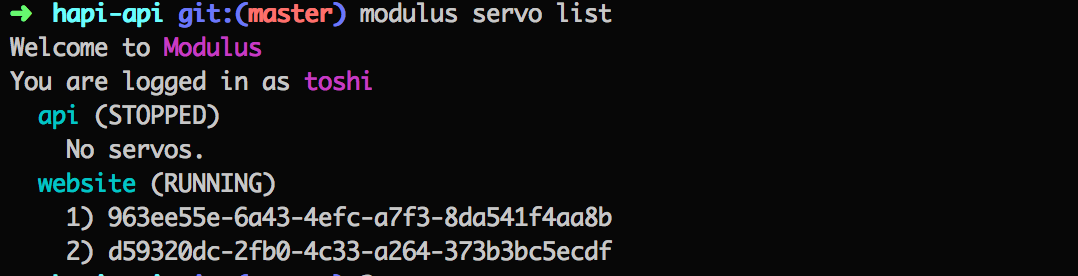 ➜ hapi-api git:(master) modulus servo list
Welcome to Modulus
You are logged in as toshi
api (STOPPED)
No servos.
website (RUNNING)
1) 963ee55e-6a43-4efc-a7f3-8da541f4aa8b
2) d59320dc-2fb0-4c33-a264-373b3bc5ecdf